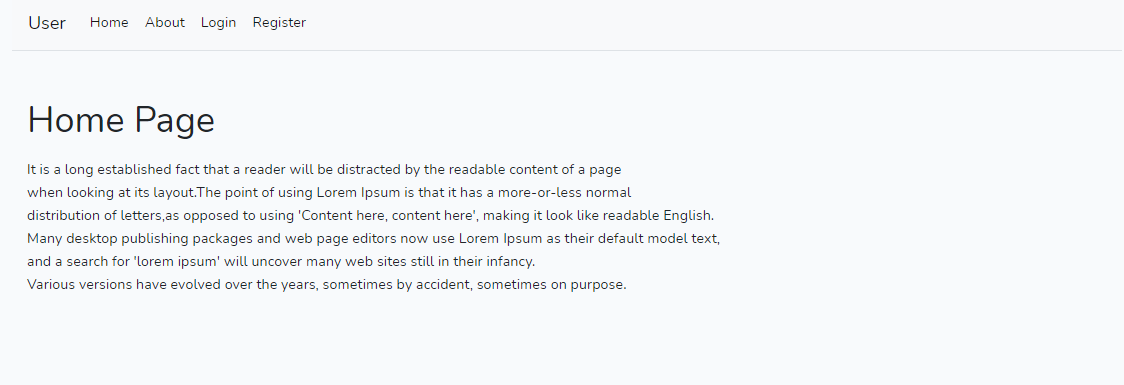 User Home About Login Register
Home Page
It is a long established fact that a reader will be distracted by the readable content of a page
when looking at its layout.The point of using Lorem Ipsum is that it has a more-or-less normal
distribution of letters,as opposed to using 'Content here, content here', making it look like readable English.
Many desktop publishing packages and web page editors now use Lorem Ipsum as their default model text,
and a search for 'lorem ipsum' will uncover many web sites still in their infancy.
Various versions have evolved over the years, sometimes by accident, sometimes on purpose.